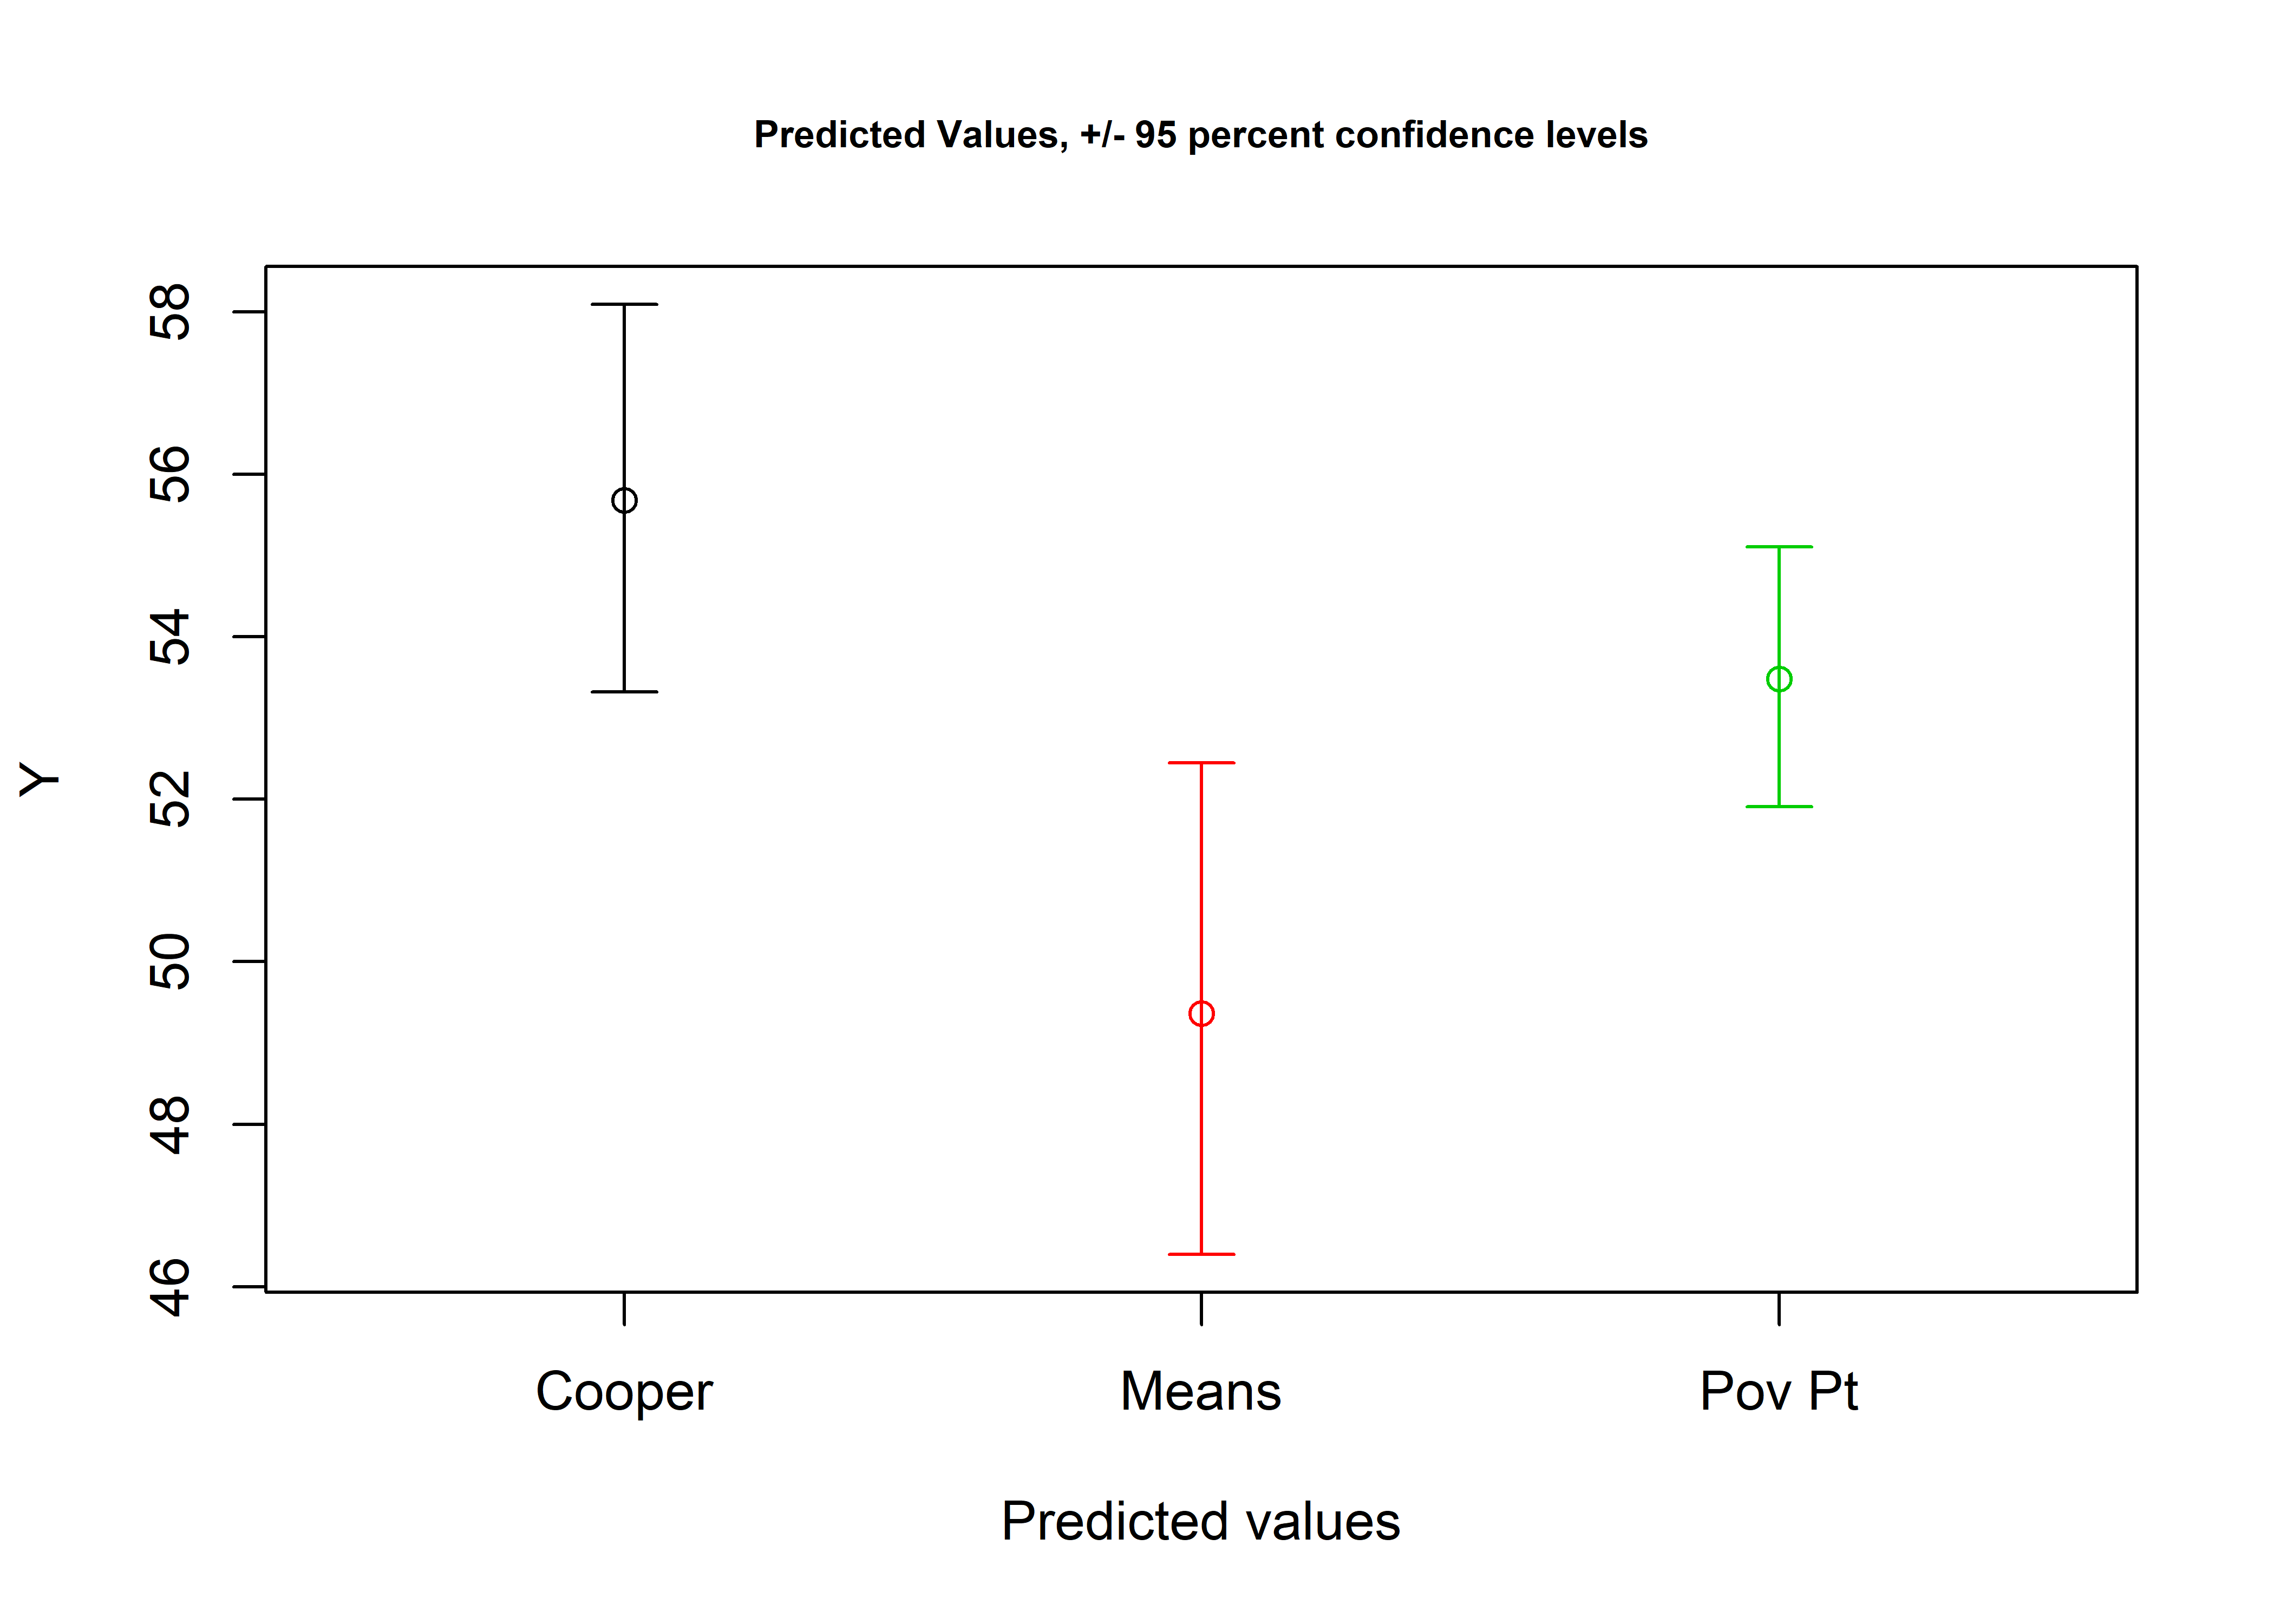 Predicted Values, +/- 95 percent confidence levels
58
56
54
52
50
48
46
Y
Cooper
Means
Pov Pt
Predicted values